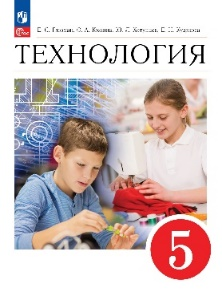 Е. С. Глозман, О. А. Кожина, Ю. Л. Хотунцев, Е. Н. Кудакова
ТЕХНОЛОГИЯ
5